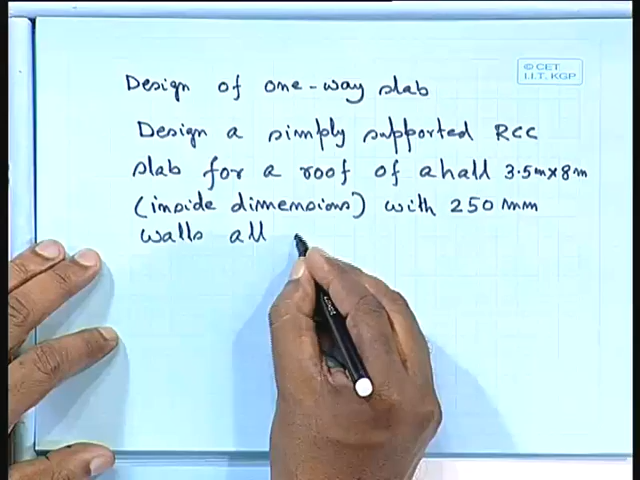 © CET
I.I.T. KGP
Design of one-way slab
Design a simply supported RCC
slab for a roof of a hall 3.5m×8m
(inside dimensions) with 250 mm
walls all